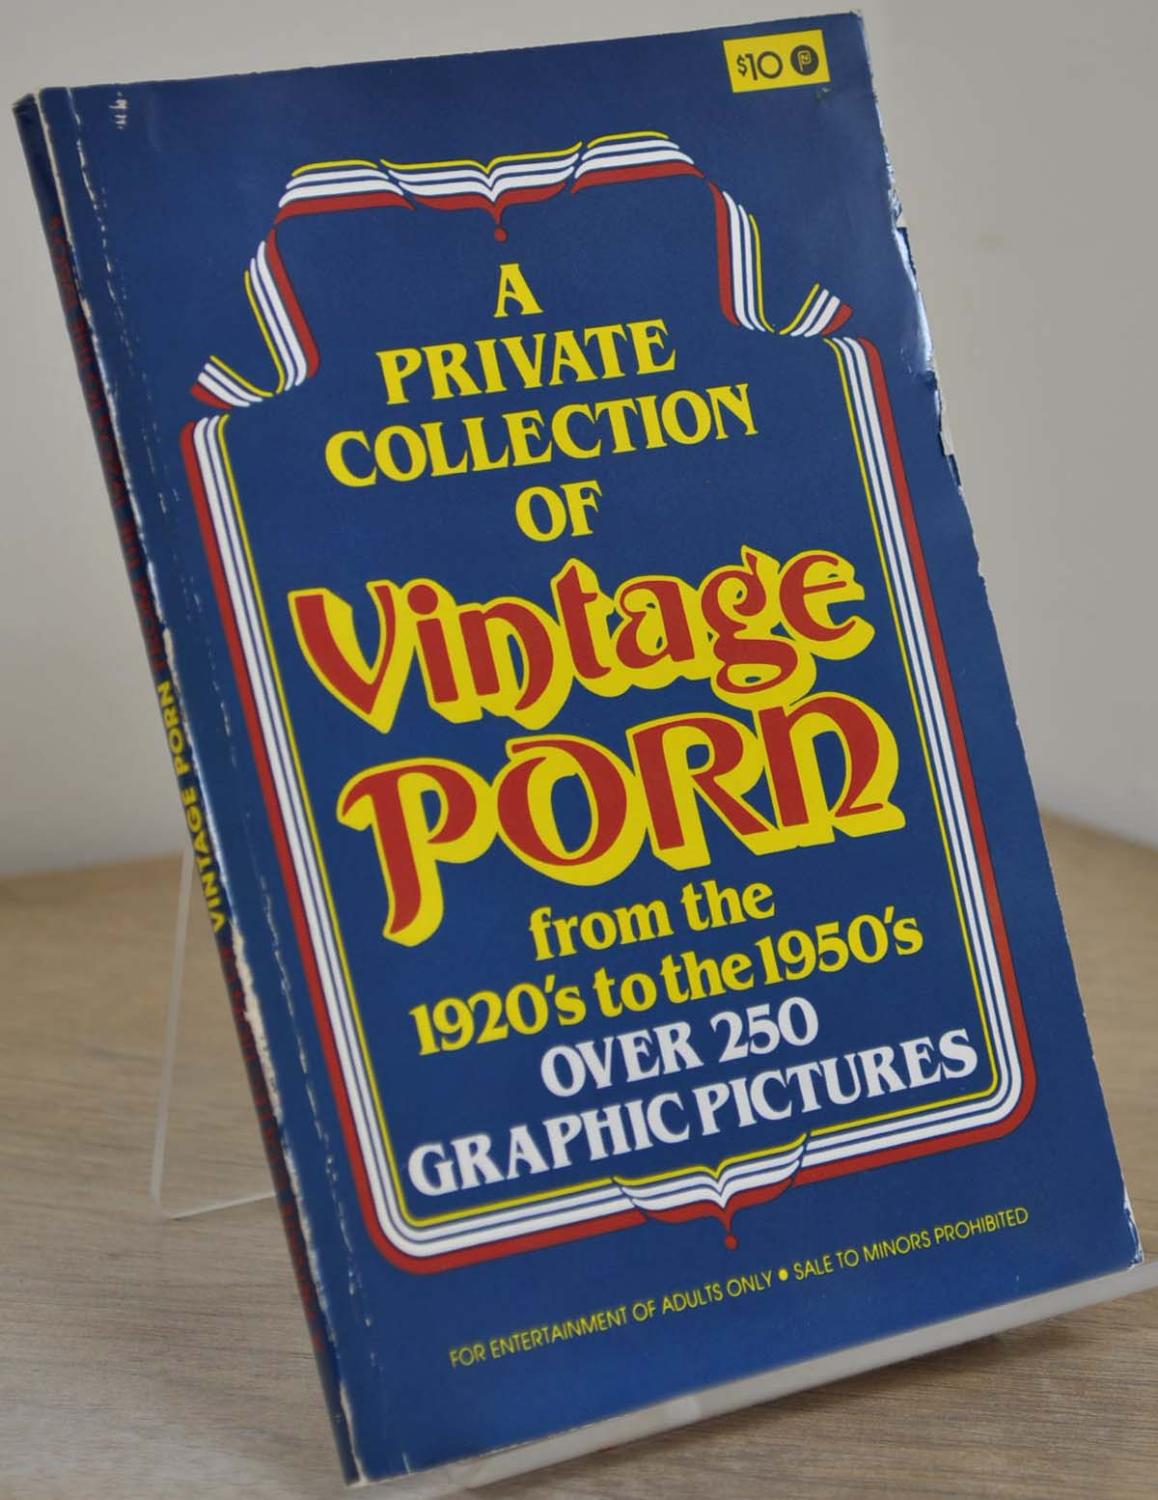 $10
A
PRIVATE
COLLECTION
OF
Vintage
PORN
from the
1920's to the 1950's
OVER 250
GRAPHIC PICTURES
FOR ENTERTAINMENT OF ADULTS ONLY • SALE TO MINORS PROHIBITED
VINTAGE PORN